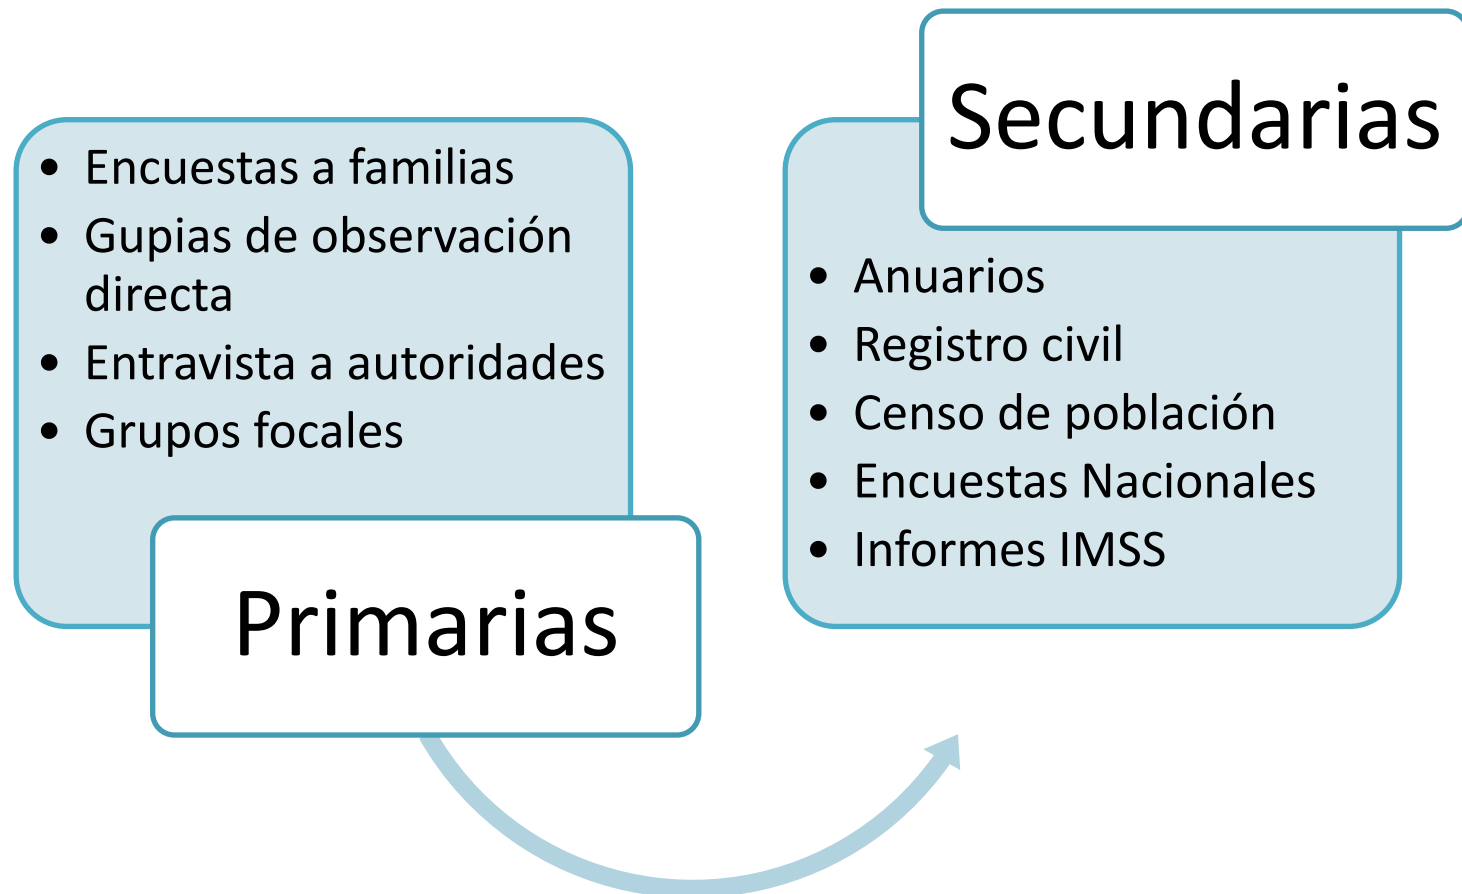 • Encuestas a familias
• Gupias de observación
directa
• Entravista a autoridades
• Grupos focales
Primarias
Secundarias
• Anuarios
• Registro civil
• Censo de población
• Encuestas Nacionales
• Informes IMSS